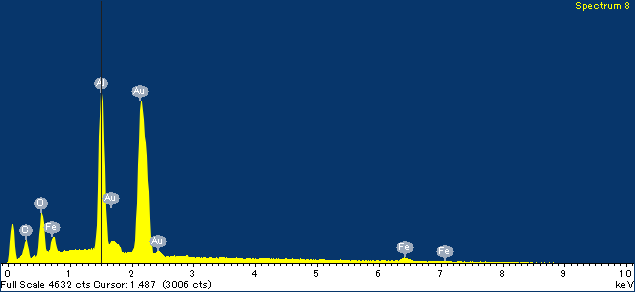 Spectrum 8
Al
Au
Au
O
Fe
Au
Fe
Fe
0 1 2 3 4 5 6 7 8 9 10
Full Scale 4632 cts Cursor: 1.487 (3006 cts)
keV